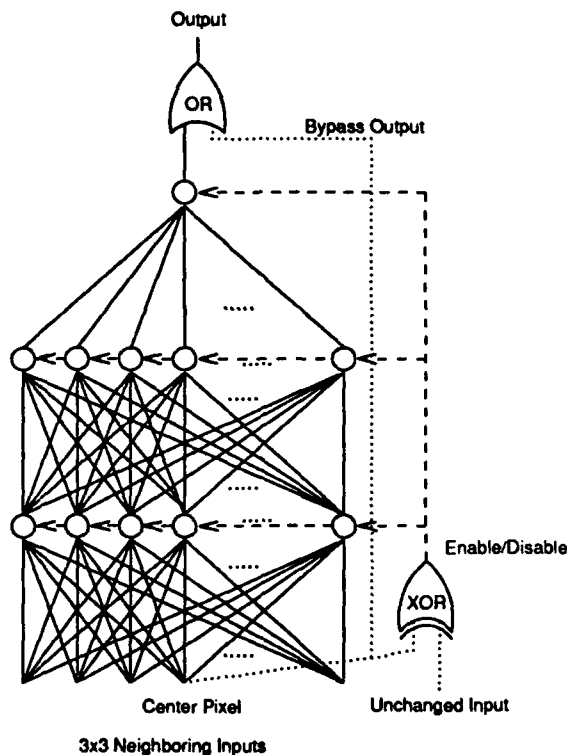 Output
OR
Bypass Output
.....
.....
.....
.....
.....
Enable/Disable
.....
XOR
.....
Center Pixel
Unchanged Input
3x3 Neighboring Inputs